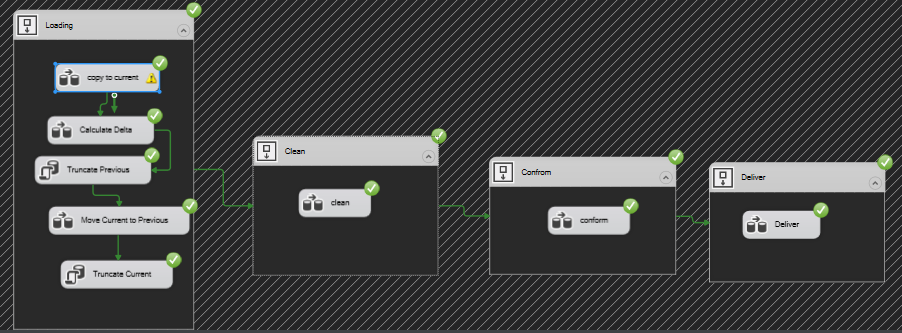 Loading
copy to current
Calculate Delta
Truncate Previous
Move Current to Previous
Truncate Current
Clean
clean
Confrom
conform
Deliver
Deliver